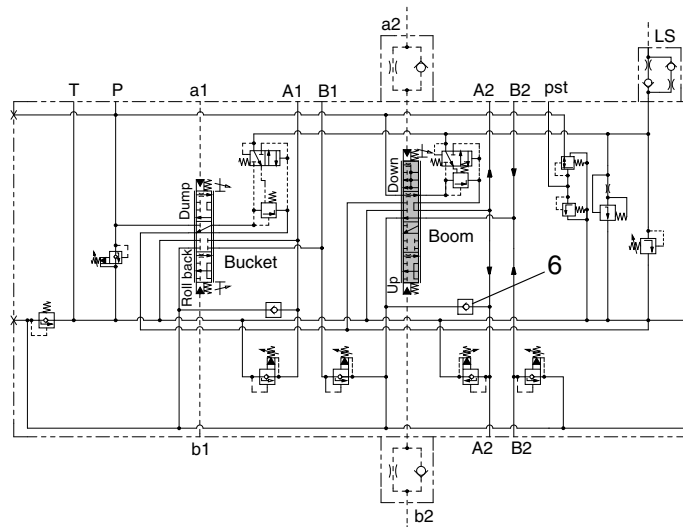 a2
LS
T P a1 A1 B1 A2 B2 pst
Dump
Down
Bucket
Boom
Roll back
Up
6
b1
A2 B2
b2